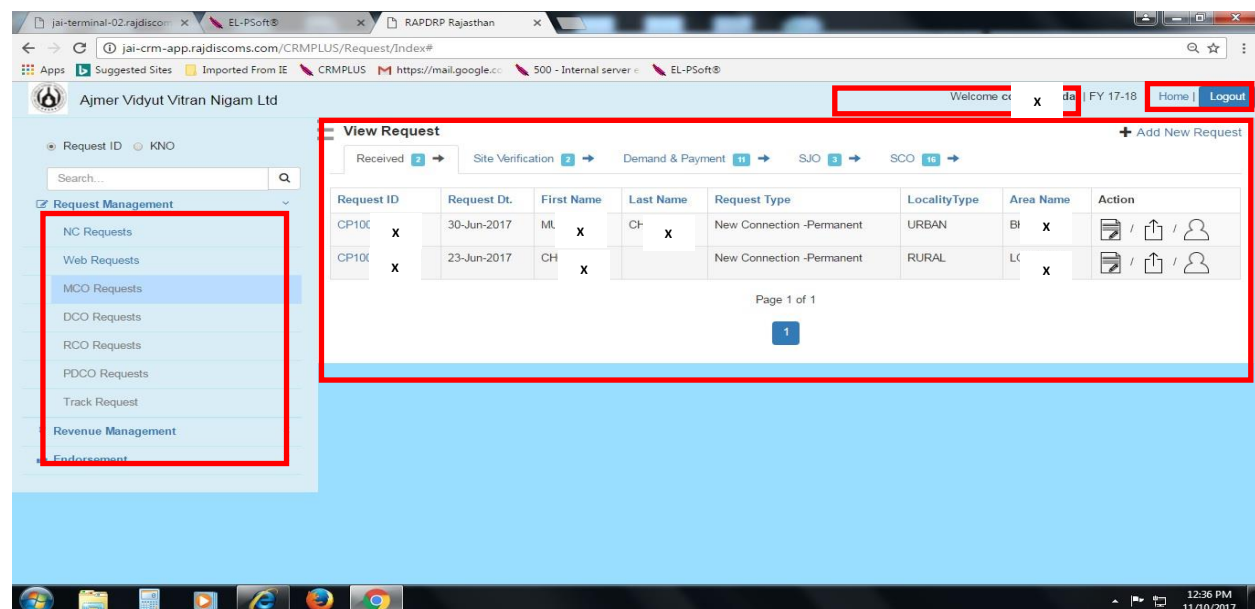 jai-terminal-02.rajdiscom
EL-PSoft®
RAPDRP Rajasthan
jai-crm-app.rajdiscoms.com/CRMPLUS/Request/Index#
Apps Suggested Sites Imported From IE CRMPLUS https://mail.google.co 500 - Internal server e EL-PSoft®
Ajmer Vidyut Vitran Nigam Ltd
Welcome co x da | FY 17-18 Home | Logout
Request ID KNO
Search...
Request Management
NC Requests
Web Requests
MCO Requests
DCO Requests
RCO Requests
PDCO Requests
Track Request
Revenue Management
Endorsement
View Request
+ Add New Request
Received 2 Site Verification 2 Demand & Payment 11 SJO 3 SCO 16
Request ID Request Dt. First Name Last Name Request Type LocalityType Area Name Action
CP100 x 30-Jun-2017 MU x CH x New Connection -Permanent URBAN BH x / /
CP100 x 23-Jun-2017 CH x New Connection -Permanent RURAL LO x / /
Page 1 of 1
1
12:36 PM
11/10/2017